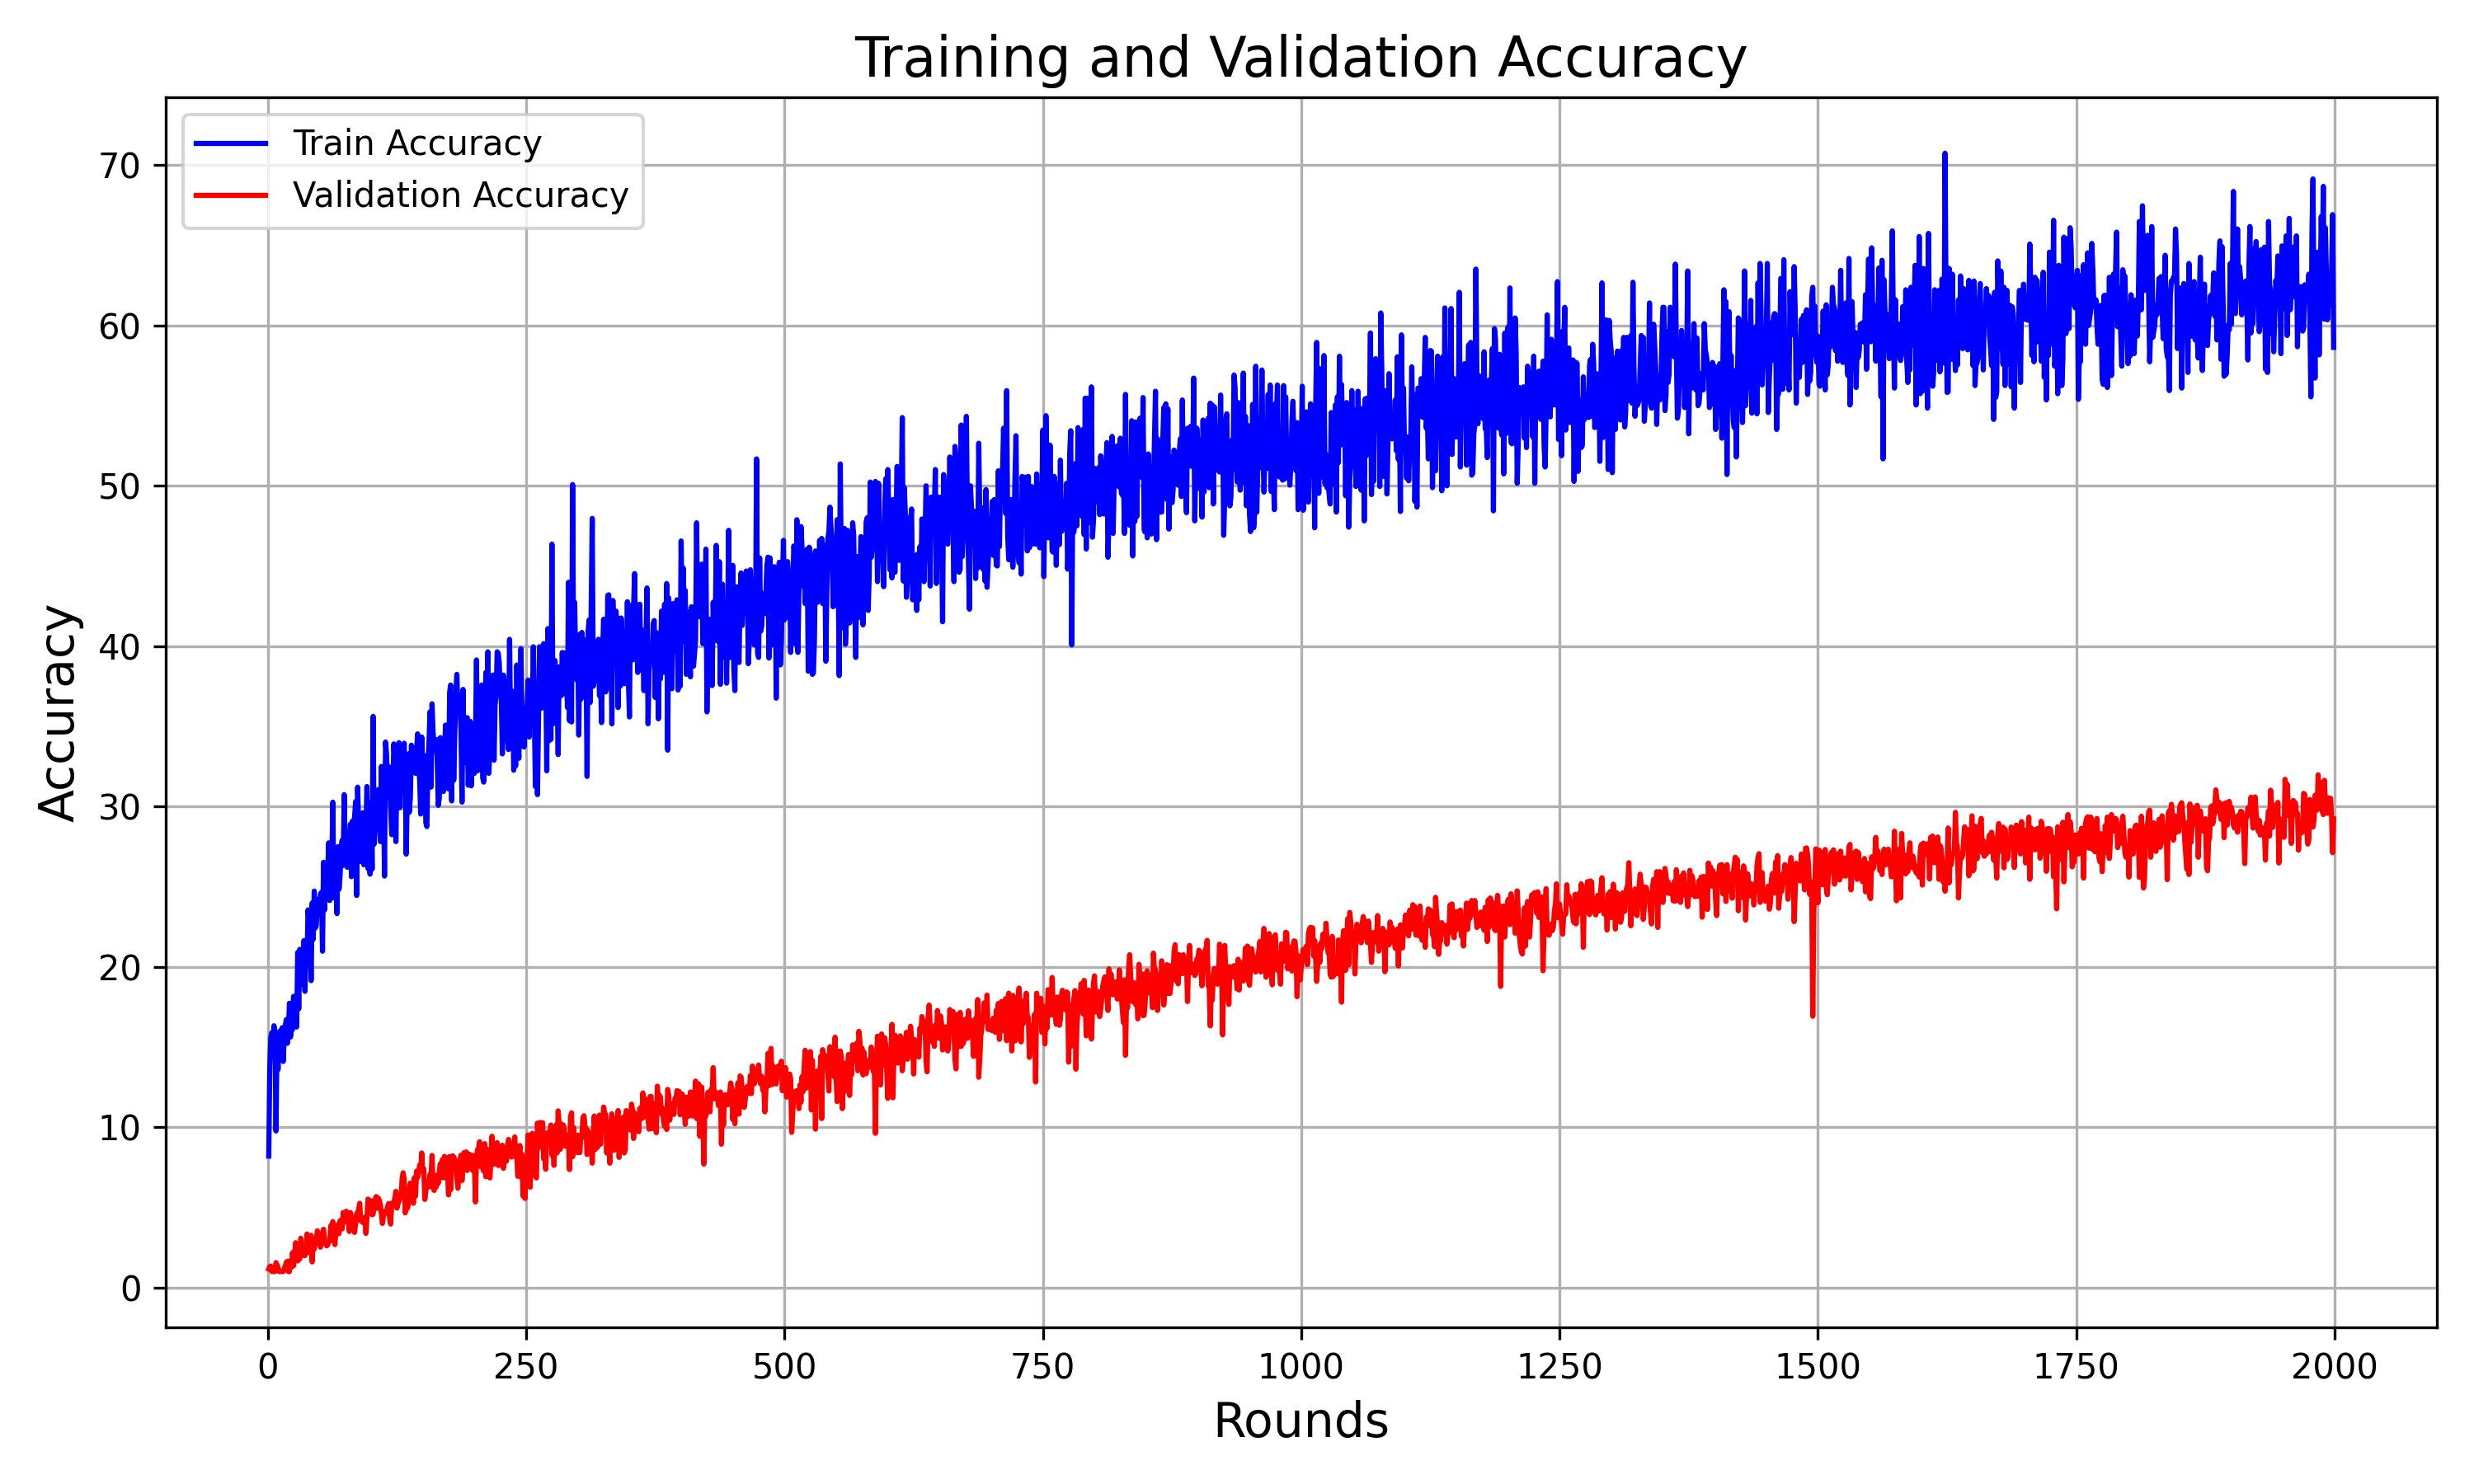 Training and Validation Accuracy
Train Accuracy
Validation Accuracy
70
60
50
40
30
20
10
0
Accuracy
0 250 500 750 1000 1250 1500 1750 2000
Rounds